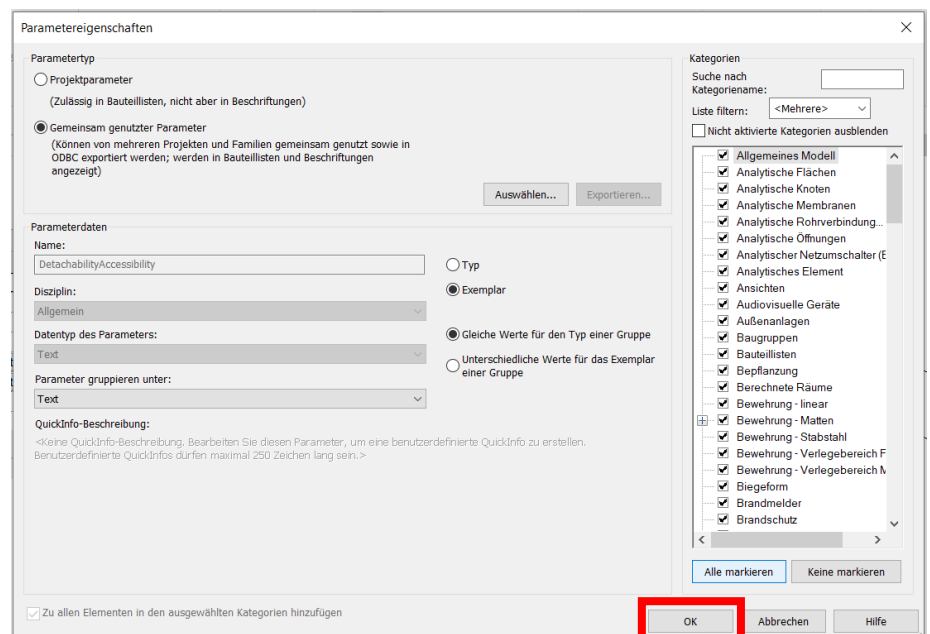 Parametereigenschaften
Parametertyp
Projektparameter
(Zulässig in Bauteillisten, nicht aber in Beschriftungen)
Gemeinsam genutzter Parameter
(Können von mehreren Projekten und Familien gemeinsam genutzt sowie in
ODBC exportiert werden; werden in Bauteillisten und Beschriftungen
angezeigt)
Auswählen...
Exportieren...
Parameterdaten
Name:
DetachabilityAccessibility
Disziplin:
Allgemein
Datentyp des Parameters:
Text
Parameter gruppieren unter:
Text
QuickInfo-Beschreibung:
<Keine QuickInfo-Beschreibung. Bearbeiten Sie diesen Parameter, um eine benutzerdefinierte QuickInfo zu erstellen.
Benutzerdefinierte QuickInfos dürfen maximal 250 Zeichen lang sein.>
Typ
Exemplar
Gleiche Werte für den Typ einer Gruppe
Unterschiedliche Werte für das Exemplar
einer Gruppe
Zu allen Elementen in den ausgewählten Kategorien hinzufügen
Kategorien
Suche nach
Kategoriename:
Liste filtern:
<Mehrere>
Nicht aktivierte Kategorien ausblenden
Allgemeines Modell
Analytische Flächen
Analytische Knoten
Analytische Membranen
Analytische Rohrverbindung...
Analytische Öffnungen
Analytischer Netzumschalter (E
Analytisches Element
Ansichten
Audiovisuelle Geräte
Außenanlagen
Baugruppen
Bauteillisten
Bepflanzung
Berechnete Räume
Bewehrung - linear
Bewehrung - Matten
Bewehrung - Stabstahl
Bewehrung - Verlegebereich F
Bewehrung - Verlegebereich M
Biegeform
Brandmelder
Brandschutz
Alle markieren
Keine markieren
OK
Abbrechen
Hilfe